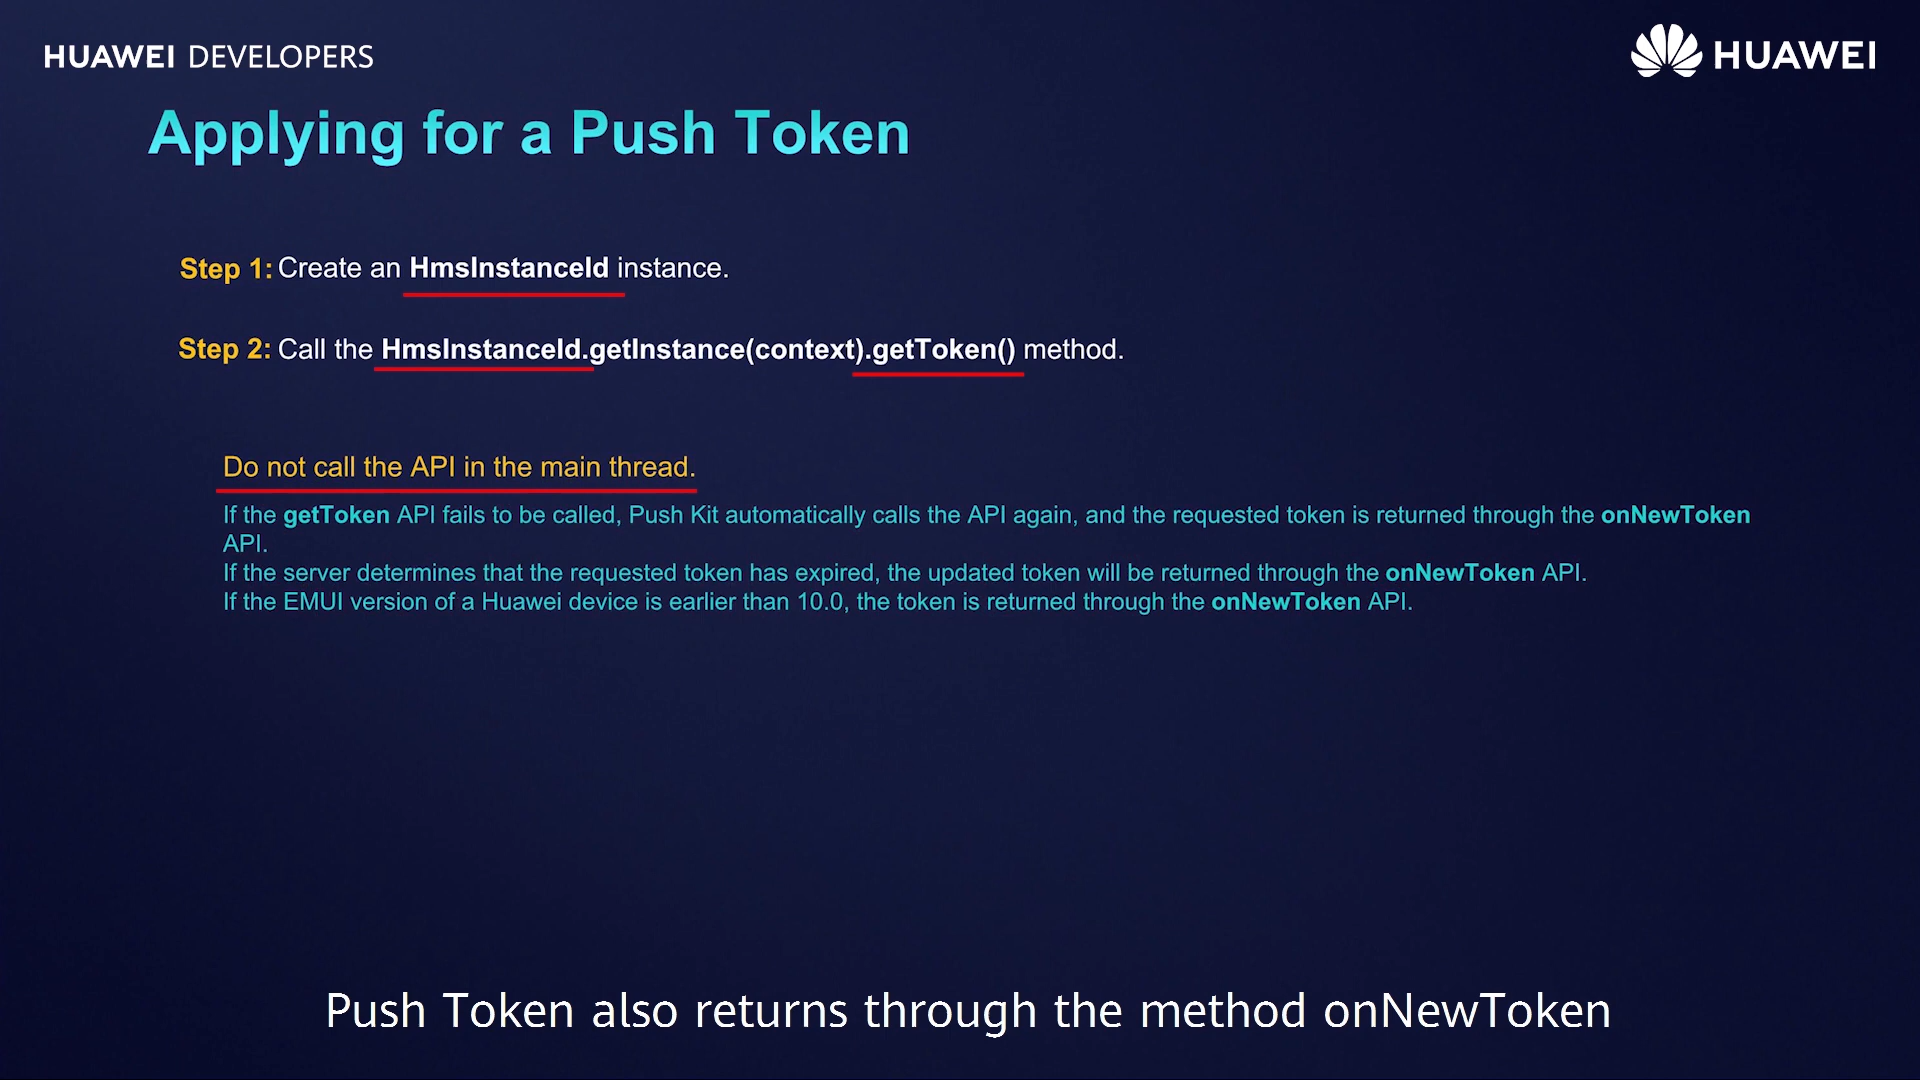 HUAWEI DEVELOPERS
HUAWEI
Applying for a Push Token
Step 1: Create an HmsInstanceId instance.
Step 2: Call the HmsInstanceId.getInstance(context).getToken() method.
Do not call the API in the main thread.
If the getToken API fails to be called, Push Kit automatically calls the API again, and the requested token is returned through the onNewToken
API.
If the server determines that the requested token has expired, the updated token will be returned through the onNewToken API.
If the EMUI version of a Huawei device is earlier than 10.0, the token is returned through the onNewToken API.
Push Token also returns through the method onNewToken